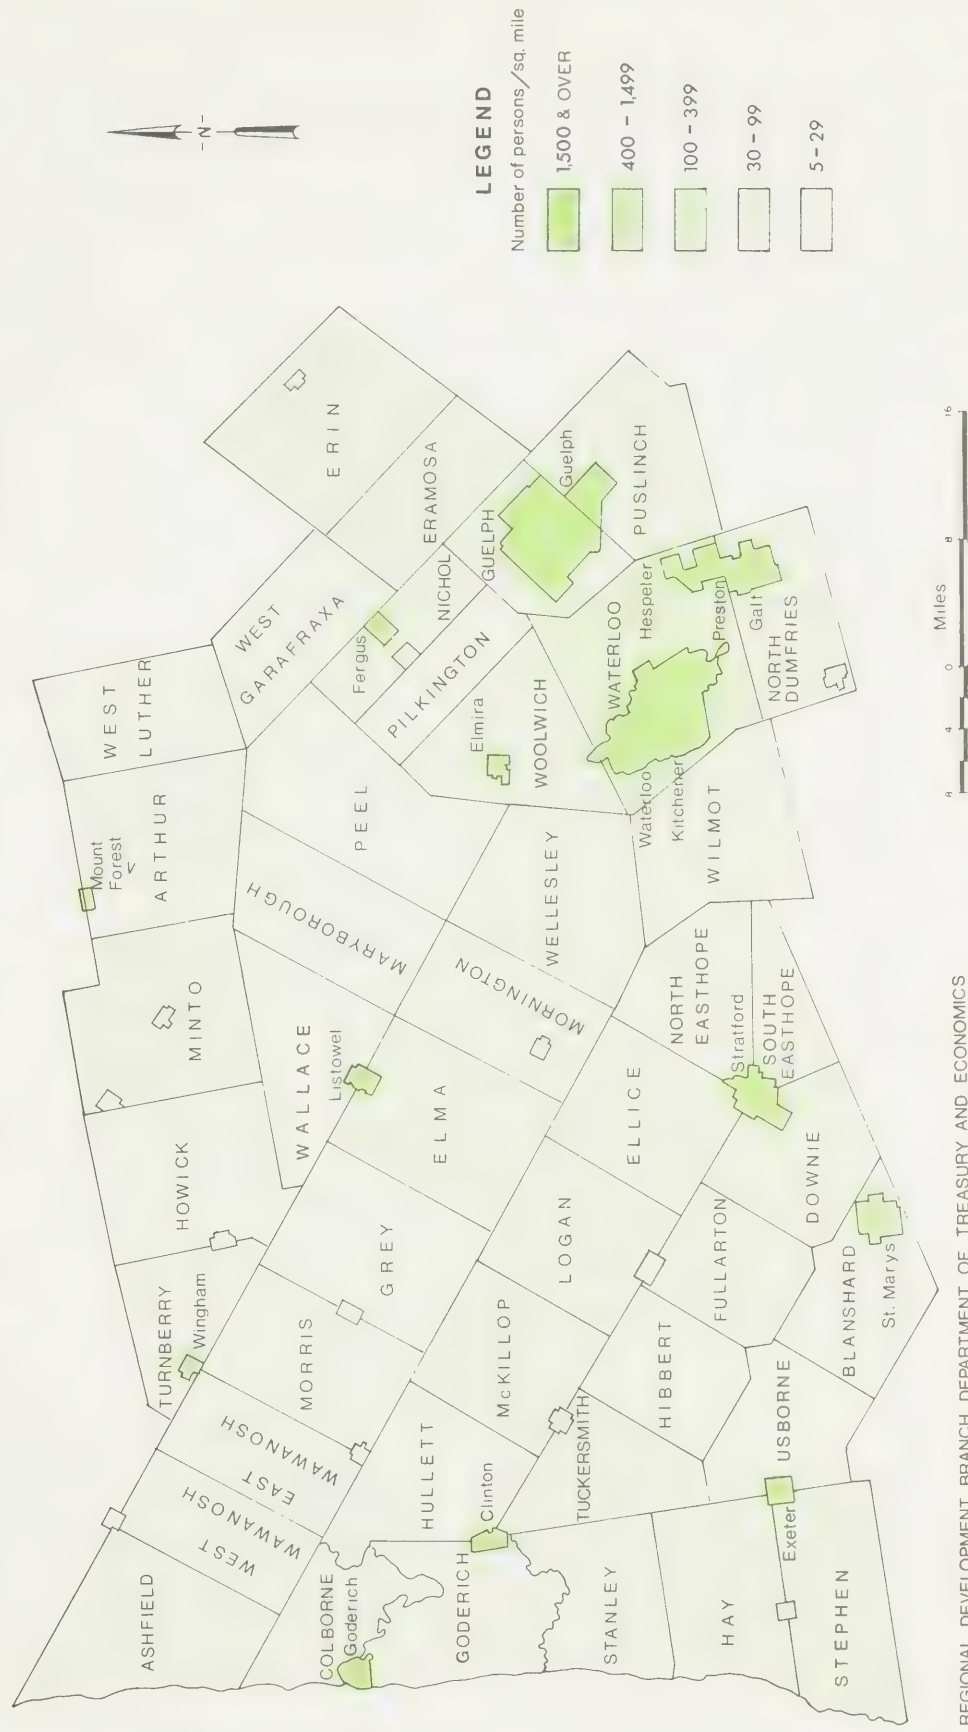 -N-
LEGEND
Number of persons/sq. mile
1,500 & OVER
400 – 1,499
100 – 399
30 – 99
5 – 29
ERIN
ERAMOSA
Guelph
PUSLINCH
GUELPH
NICHOL
WEST
GARAFRAXA
Fergus
PILKINGTON
WATERLOO
Hespeler
Preston
Galt
NORTH
DUMFRIES
WEST
LUTHER
Elmira
WOOLWICH
ARTHUR
Mount
Forest
PEEL
Waterloo
Kitchener
WILMOT
MARYBOROUGH
WELLESLEY
MINTO
MORNINGTON
NORTH
EASTHOPE
Stratford
SOUTH
EASTHOPE
WALLACE
Listowel
ELMA
ELLICE
DOWNIE
HOWICK
GREY
LOGAN
FULLARTON
BLANSHARD
St. Marys
TURNBERRY
Wingham
MORRIS
McKILLOP
HIBBERT
USBORNE
EAST
WAWANOSH
HULLETT
TUCKERSMITH
Clinton
Exeter
WEST
WAWANOSH
ASHFIELD
COLBORNE
Goderich
GODERICH
STANLEY
HAY
STEPHEN
8 4 0 8 16
Miles
REGIONAL DEVELOPMENT BRANCH DEPARTMENT OF TREASURY AND ECONOMICS